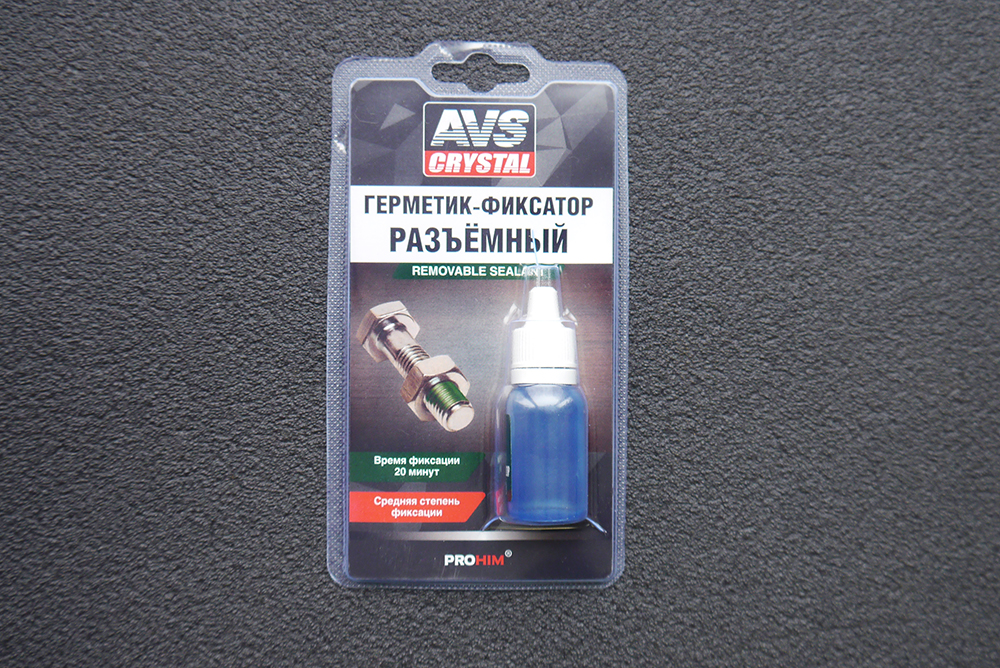 AVS
CRYSTAL
ГЕРМЕТИК-ФИКСАТОР
РАЗЪЁМНЫЙ
REMOVABLE SEALANT
Время фиксации
20 минут
Средняя степень
фиксации
PROHIM®